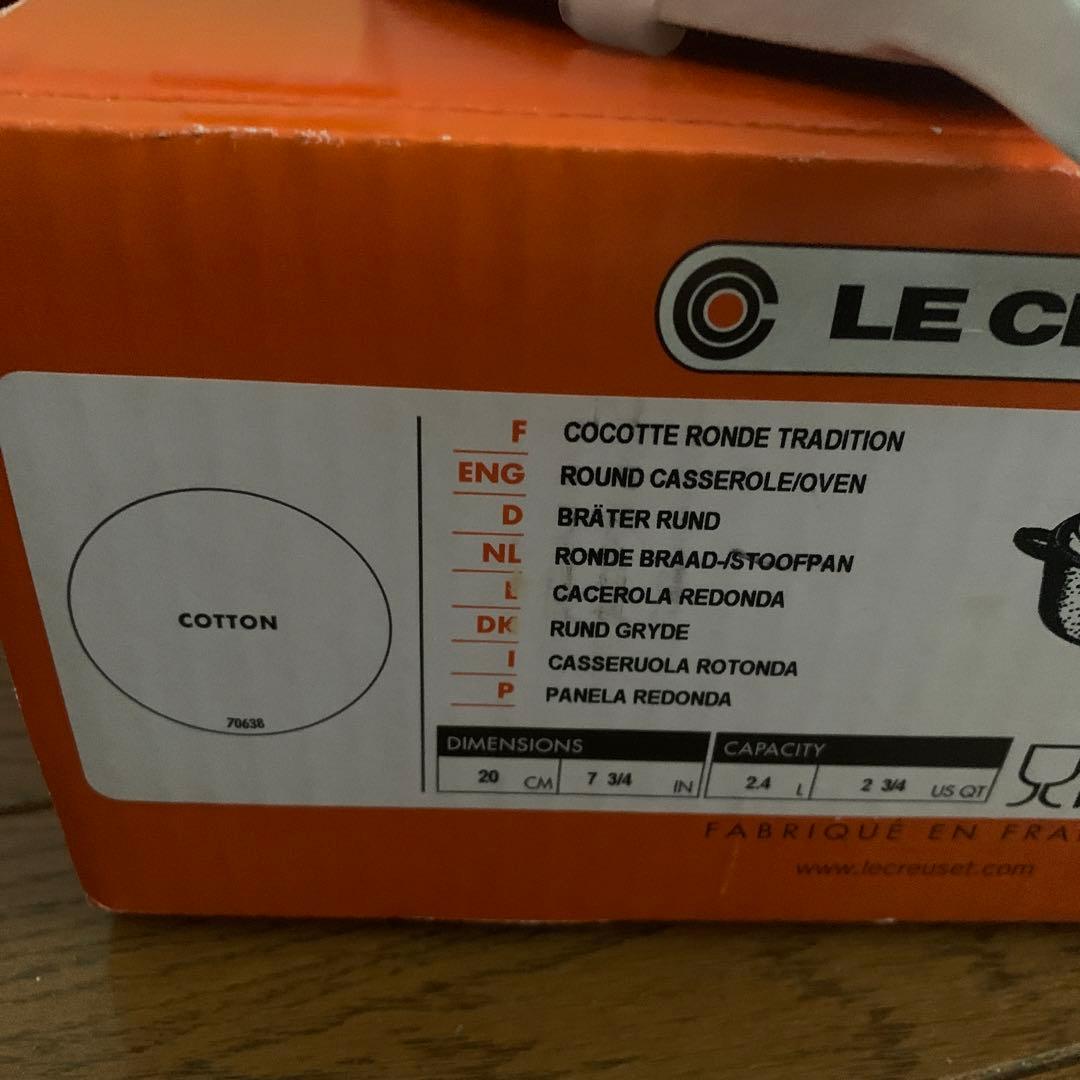 LE C
F COCOTTE RONDE TRADITION
ENG ROUND CASSEROLE/OVEN
D BRÄTER RUND
NL RONDE BRAAD-/STOOFPAN
L CACEROLA REDONDA
DK RUND GRYDE
I CASSERUOLA ROTONDA
P PANELA REDONDA
COTTON
70638
DIMENSIONS CAPACITY
20 CM 7 3/4 IN 2.4 L 2 3/4 US QT
FABRIQUÉ EN FRA
www.lecreuset.com